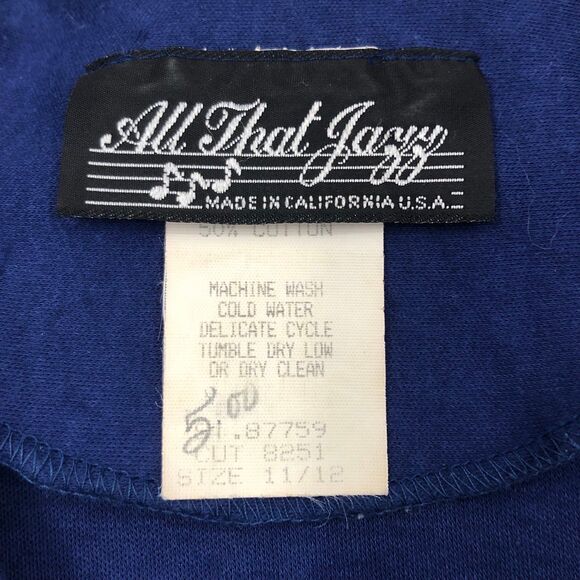 All That Jazz
MADE IN CALIFORNIA U.S.A.
50% COTTON
MACHINE WASH
COLD WATER
DELICATE CYCLE
TUMBLE DRY LOW
OR DRY CLEAN
5.00
.87759
CUT 8251
SIZE 11/12